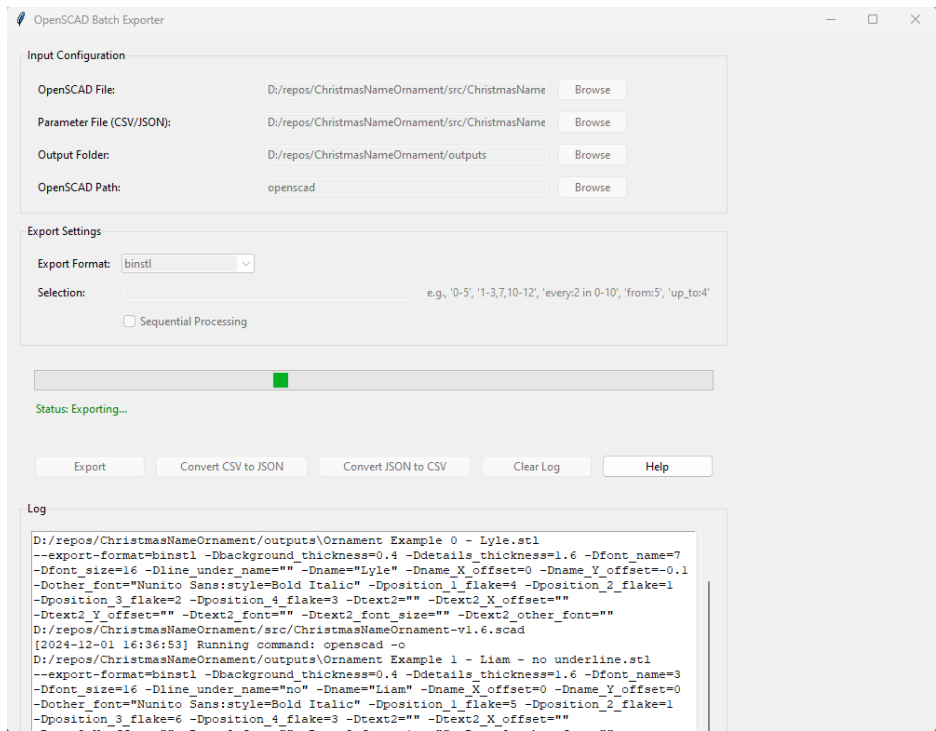 OpenSCAD Batch Exporter
Input Configuration
OpenSCAD File: D:/repos/ChristmasNameOrnament/src/ChristmasName Browse
Parameter File (CSV/JSON): D:/repos/ChristmasNameOrnament/src/ChristmasName Browse
Output Folder: D:/repos/ChristmasNameOrnament/outputs Browse
OpenSCAD Path: openscad Browse
Export Settings
Export Format: binstl
Selection: e.g., '0-5', '1-3,7,10-12', 'every:2 in 0-10', 'from:5', 'up_to:4'
Sequential Processing
Status: Exporting...
Export Convert CSV to JSON Convert JSON to CSV Clear Log Help
Log
D:/repos/ChristmasNameOrnament/outputs\Ornament Example 0 - Lyle.stl
--export-format=binstl -Dbackground_thickness=0.4 -Ddetails_thickness=1.6 -Dfont_name=7
-Dfont_size=16 -Dline_under_name="" -Dname="Lyle" -Dname_X_offset=0 -Dname_Y_offset=-0.1
-Dother_font="Nunito Sans:style=Bold Italic" -Dposition_1_flake=4 -Dposition_2_flake=1
-Dposition_3_flake=2 -Dposition_4_flake=3 -Dtext2="" -Dtext2_X_offset=""
-Dtext2_Y_offset="" -Dtext2_font="" -Dtext2_font_size="" -Dtext2_other_font=""
D:/repos/ChristmasNameOrnament/src/ChristmasNameOrnament-v1.6.scad
[2024-12-01 16:36:53] Running command: openscad -o
D:/repos/ChristmasNameOrnament/outputs\Ornament Example 1 - Liam - no underline.stl
--export-format=binstl -Dbackground_thickness=0.4 -Ddetails_thickness=1.6 -Dfont_name=3
-Dfont_size=16 -Dline_under_name="no" -Dname="Liam" -Dname_X_offset=0 -Dname_Y_offset=0
-Dother_font="Nunito Sans:style=Bold Italic" -Dposition_1_flake=5 -Dposition_2_flake=1
-Dposition_3_flake=6 -Dposition_4_flake=3 -Dtext2="" -Dtext2_X_offset=""